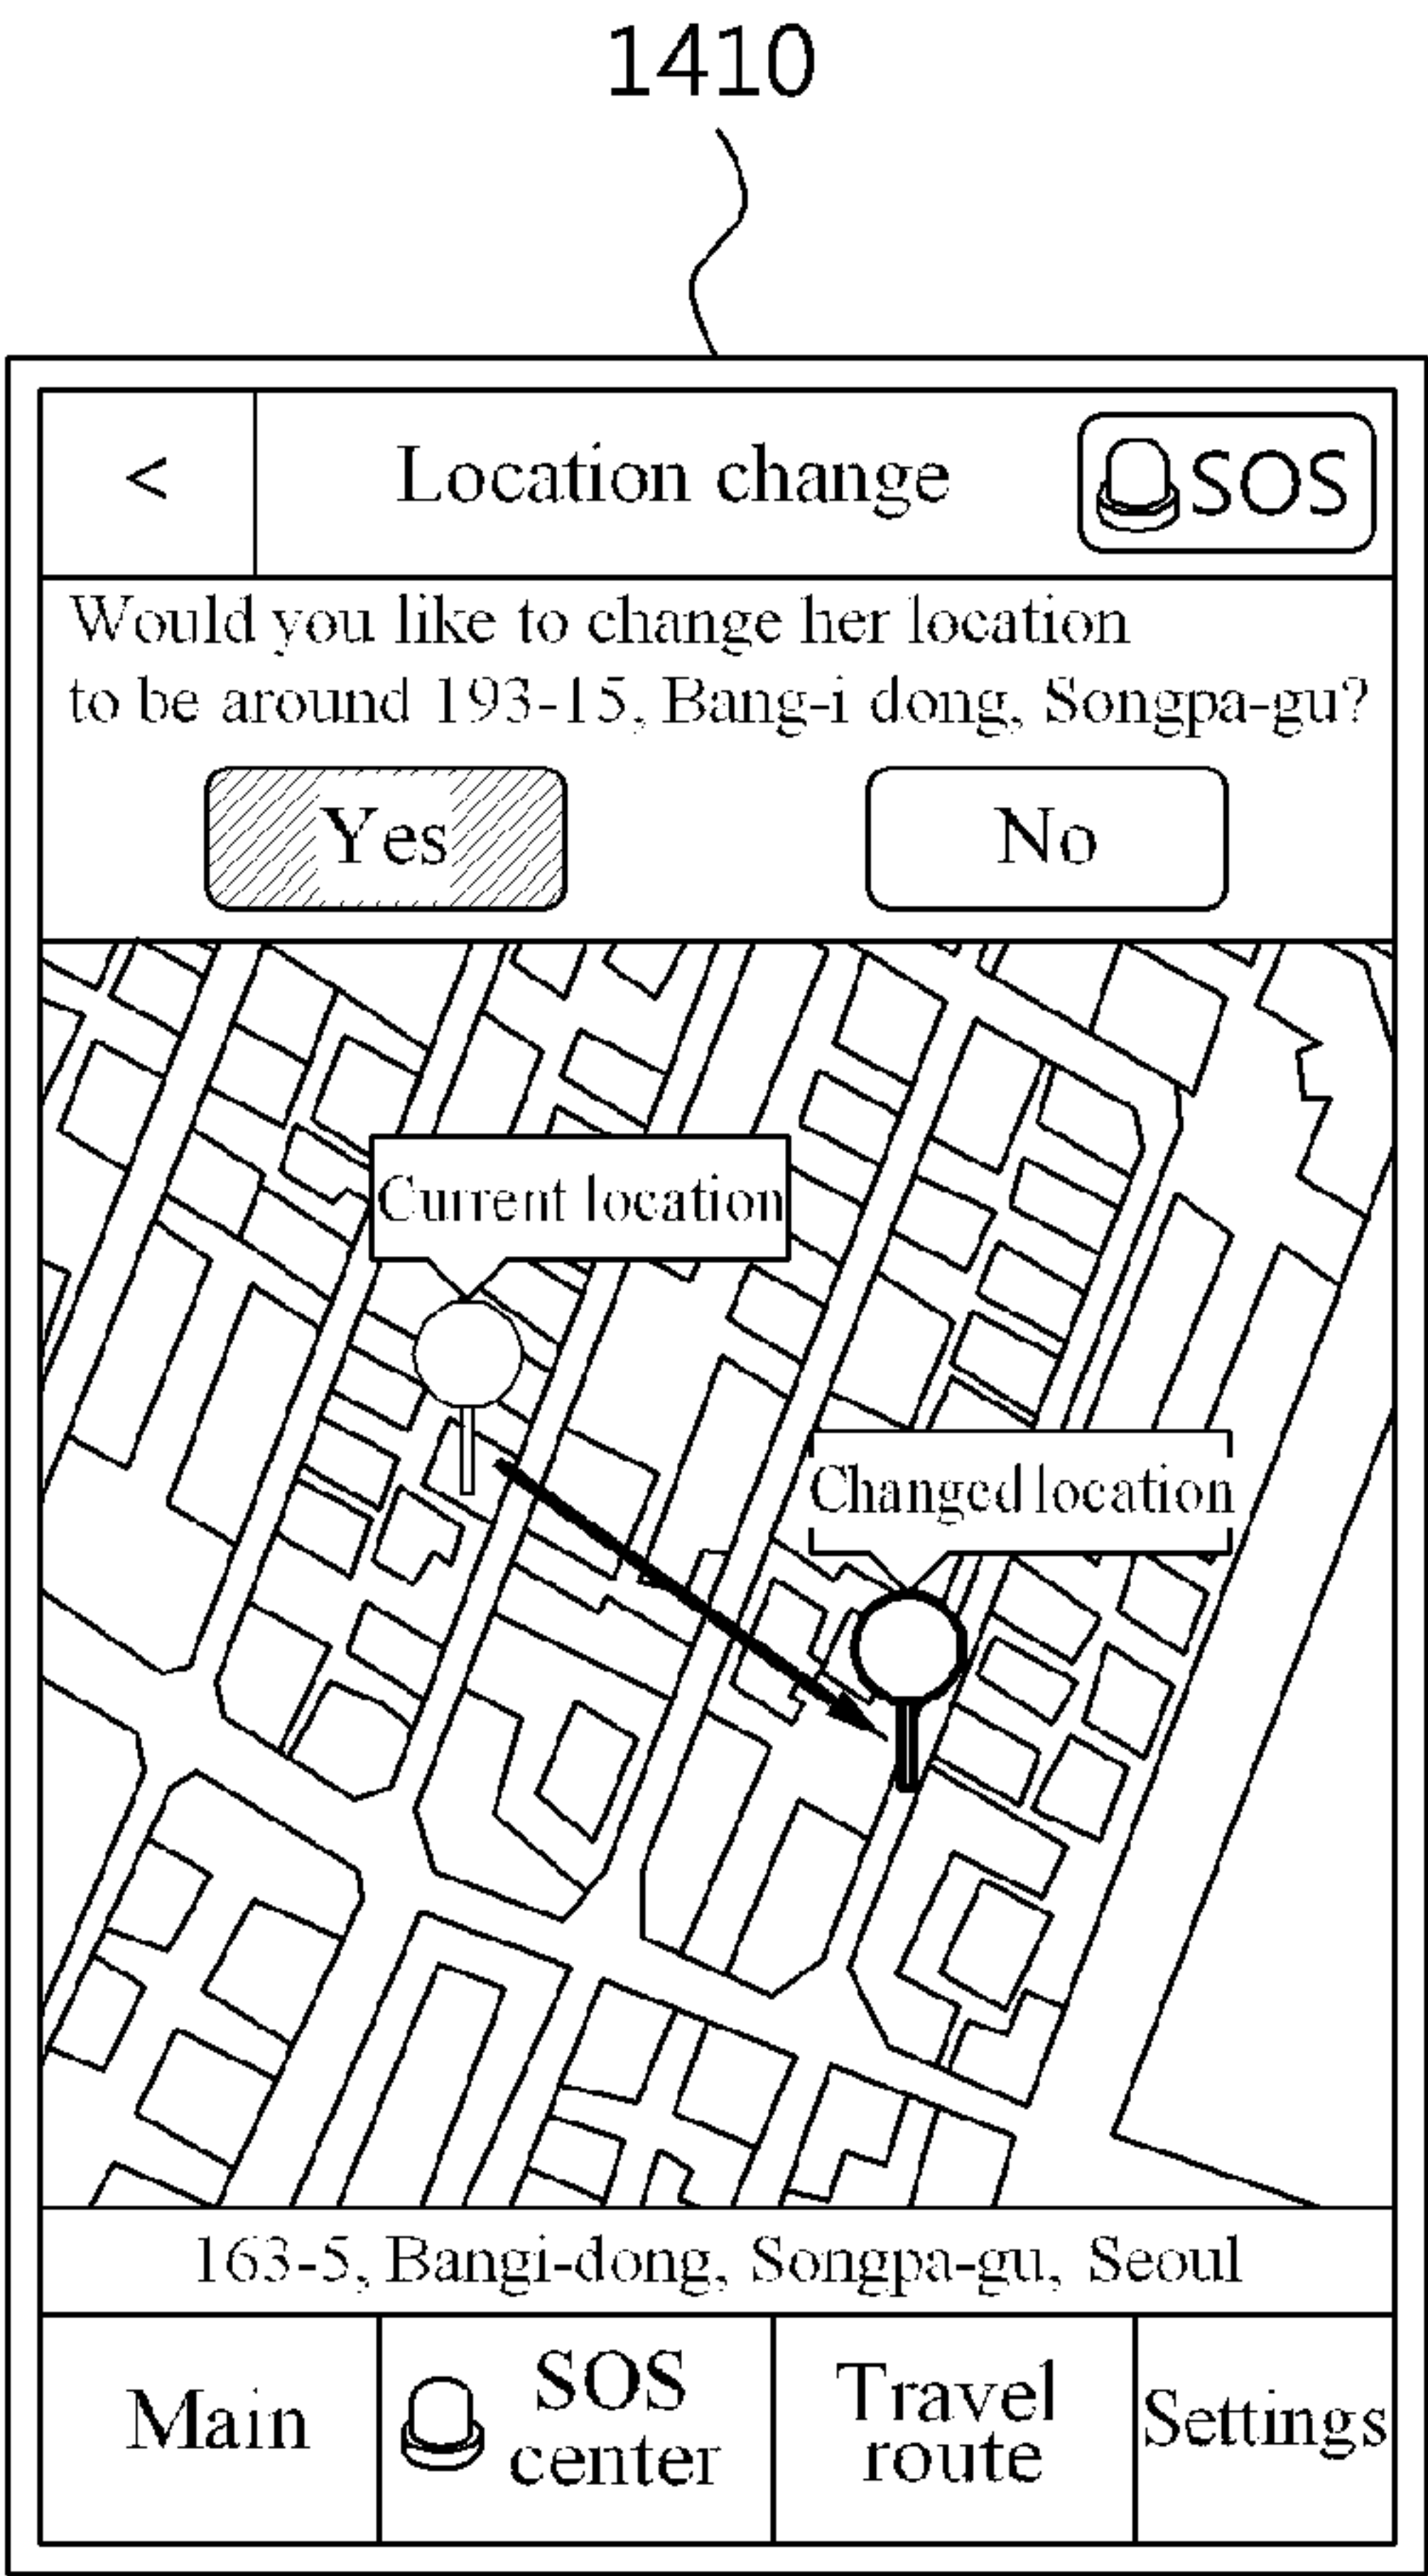 1410
< Location change SOS
Would you like to change her location
to be around 193-15, Bang-i dong, Songpa-gu?
Yes No
Current location
Changed location
163-5, Bangi-dong, Songpa-gu, Seoul
Main
SOS
center
Travel
route
Settings